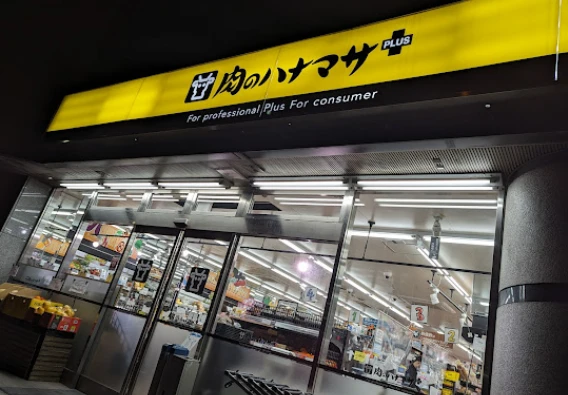 肉のハナマサ PLUS
For professional Plus For consumer